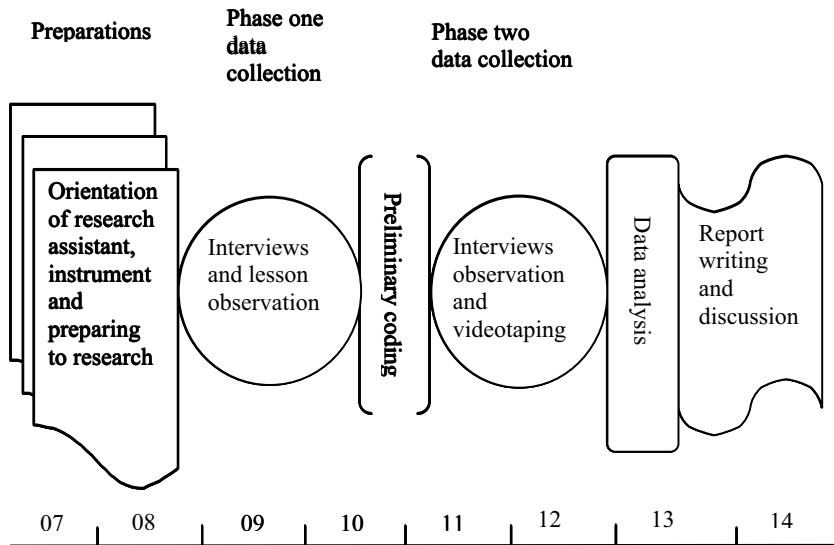 Preparations
Phase one
data
collection
Phase two
data collection
Orientation
of research
assistant,
instrument
and
preparing
to research
Interviews
and lesson
observation
Preliminary coding
Interviews
observation
and
videotaping
Data analysis
Report
writing
and
discussion
07 08 09 10 11 12 13 14